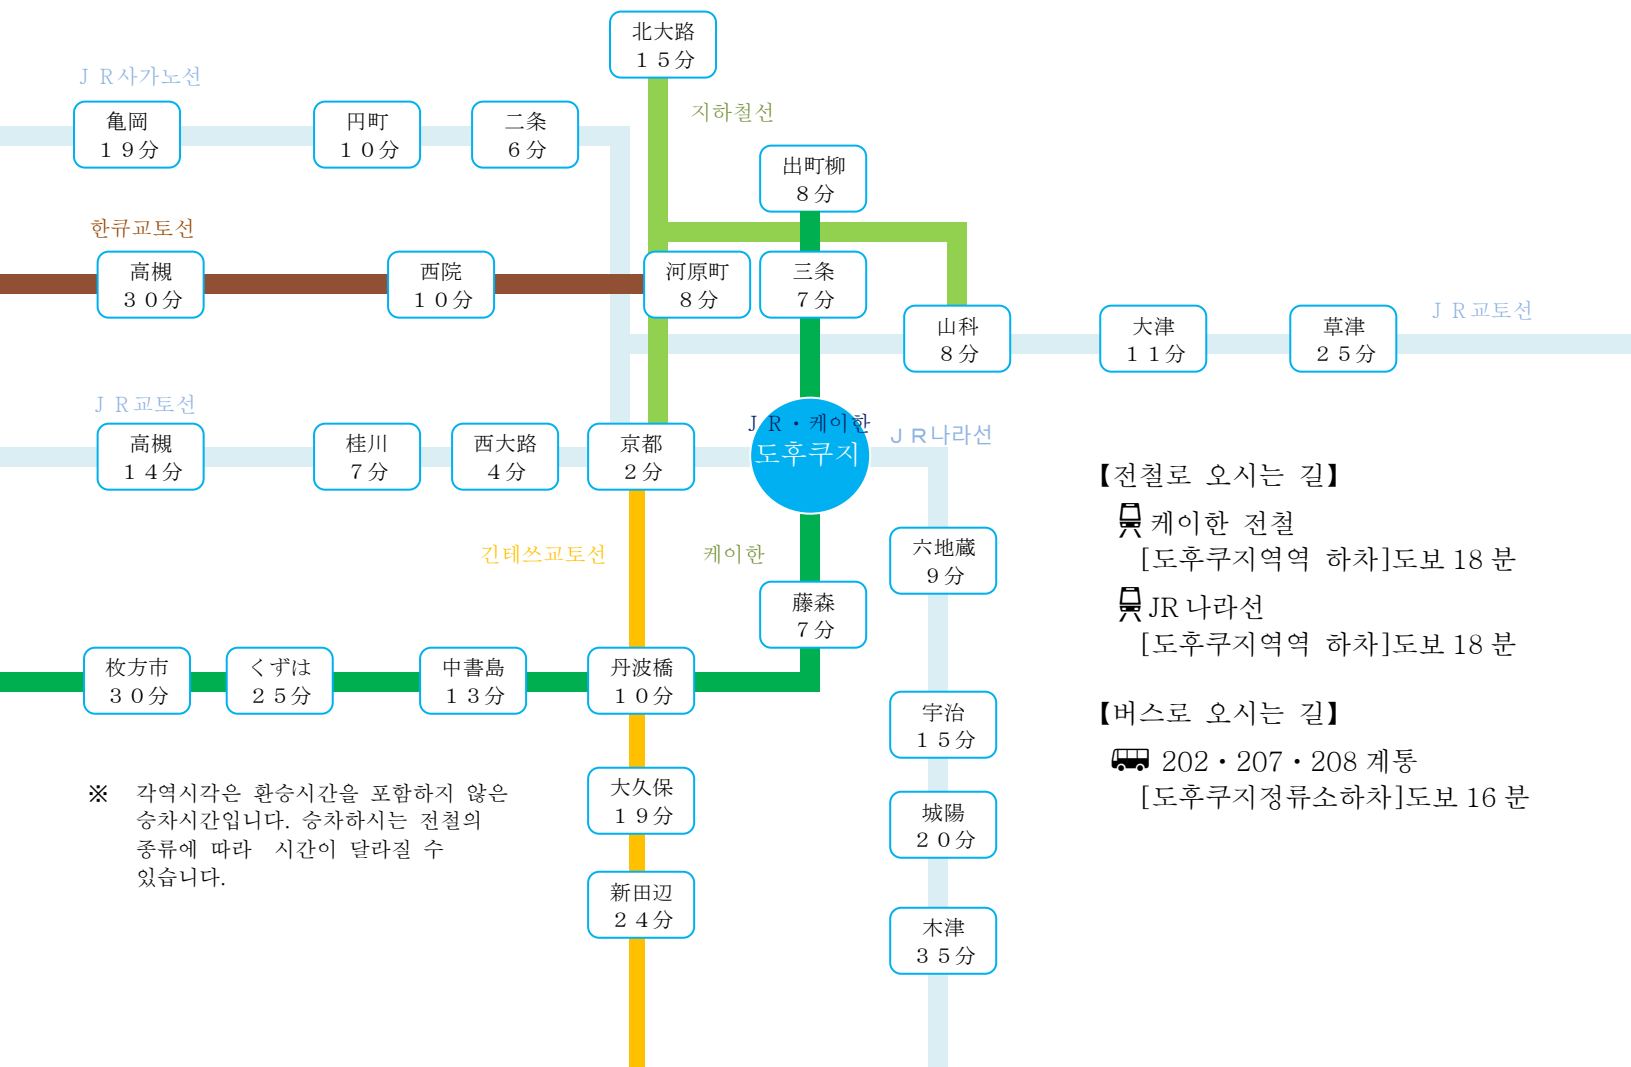 北大路
１５分
ＪＲ사가노선
지하철선
亀岡
１９分
円町
１０分
二条
６分
出町柳
８分
한큐교토선
高槻
３０分
西院
１０分
河原町
８分
三条
７分
山科
８分
大津
１１分
草津
２５分
ＪＲ교토선
ＪＲ교토선
高槻
１４分
桂川
７分
西大路
４分
京都
２分
ＪＲ・케이한
도후쿠지
ＪＲ나라선
긴테쓰교토선
케이한
六地蔵
９分
藤森
７分
枚方市
３０分
くずは
２５分
中書島
１３分
丹波橋
１０分
宇治
１５分
大久保
１９分
城陽
２０分
新田辺
２４分
木津
３５分
※ 각역시각은 환승시간을 포함하지 않은
승차시간입니다. 승차하시는 전철의
종류에 따라 시간이 달라질 수
있습니다.
【전철로 오시는 길】
케이한 전철
[도후쿠지역역 하차]도보 18 분
JR 나라선
[도후쿠지역역 하차]도보 18 분
【버스로 오시는 길】
202・207・208 계통
[도후쿠지정류소하차]도보 16 분